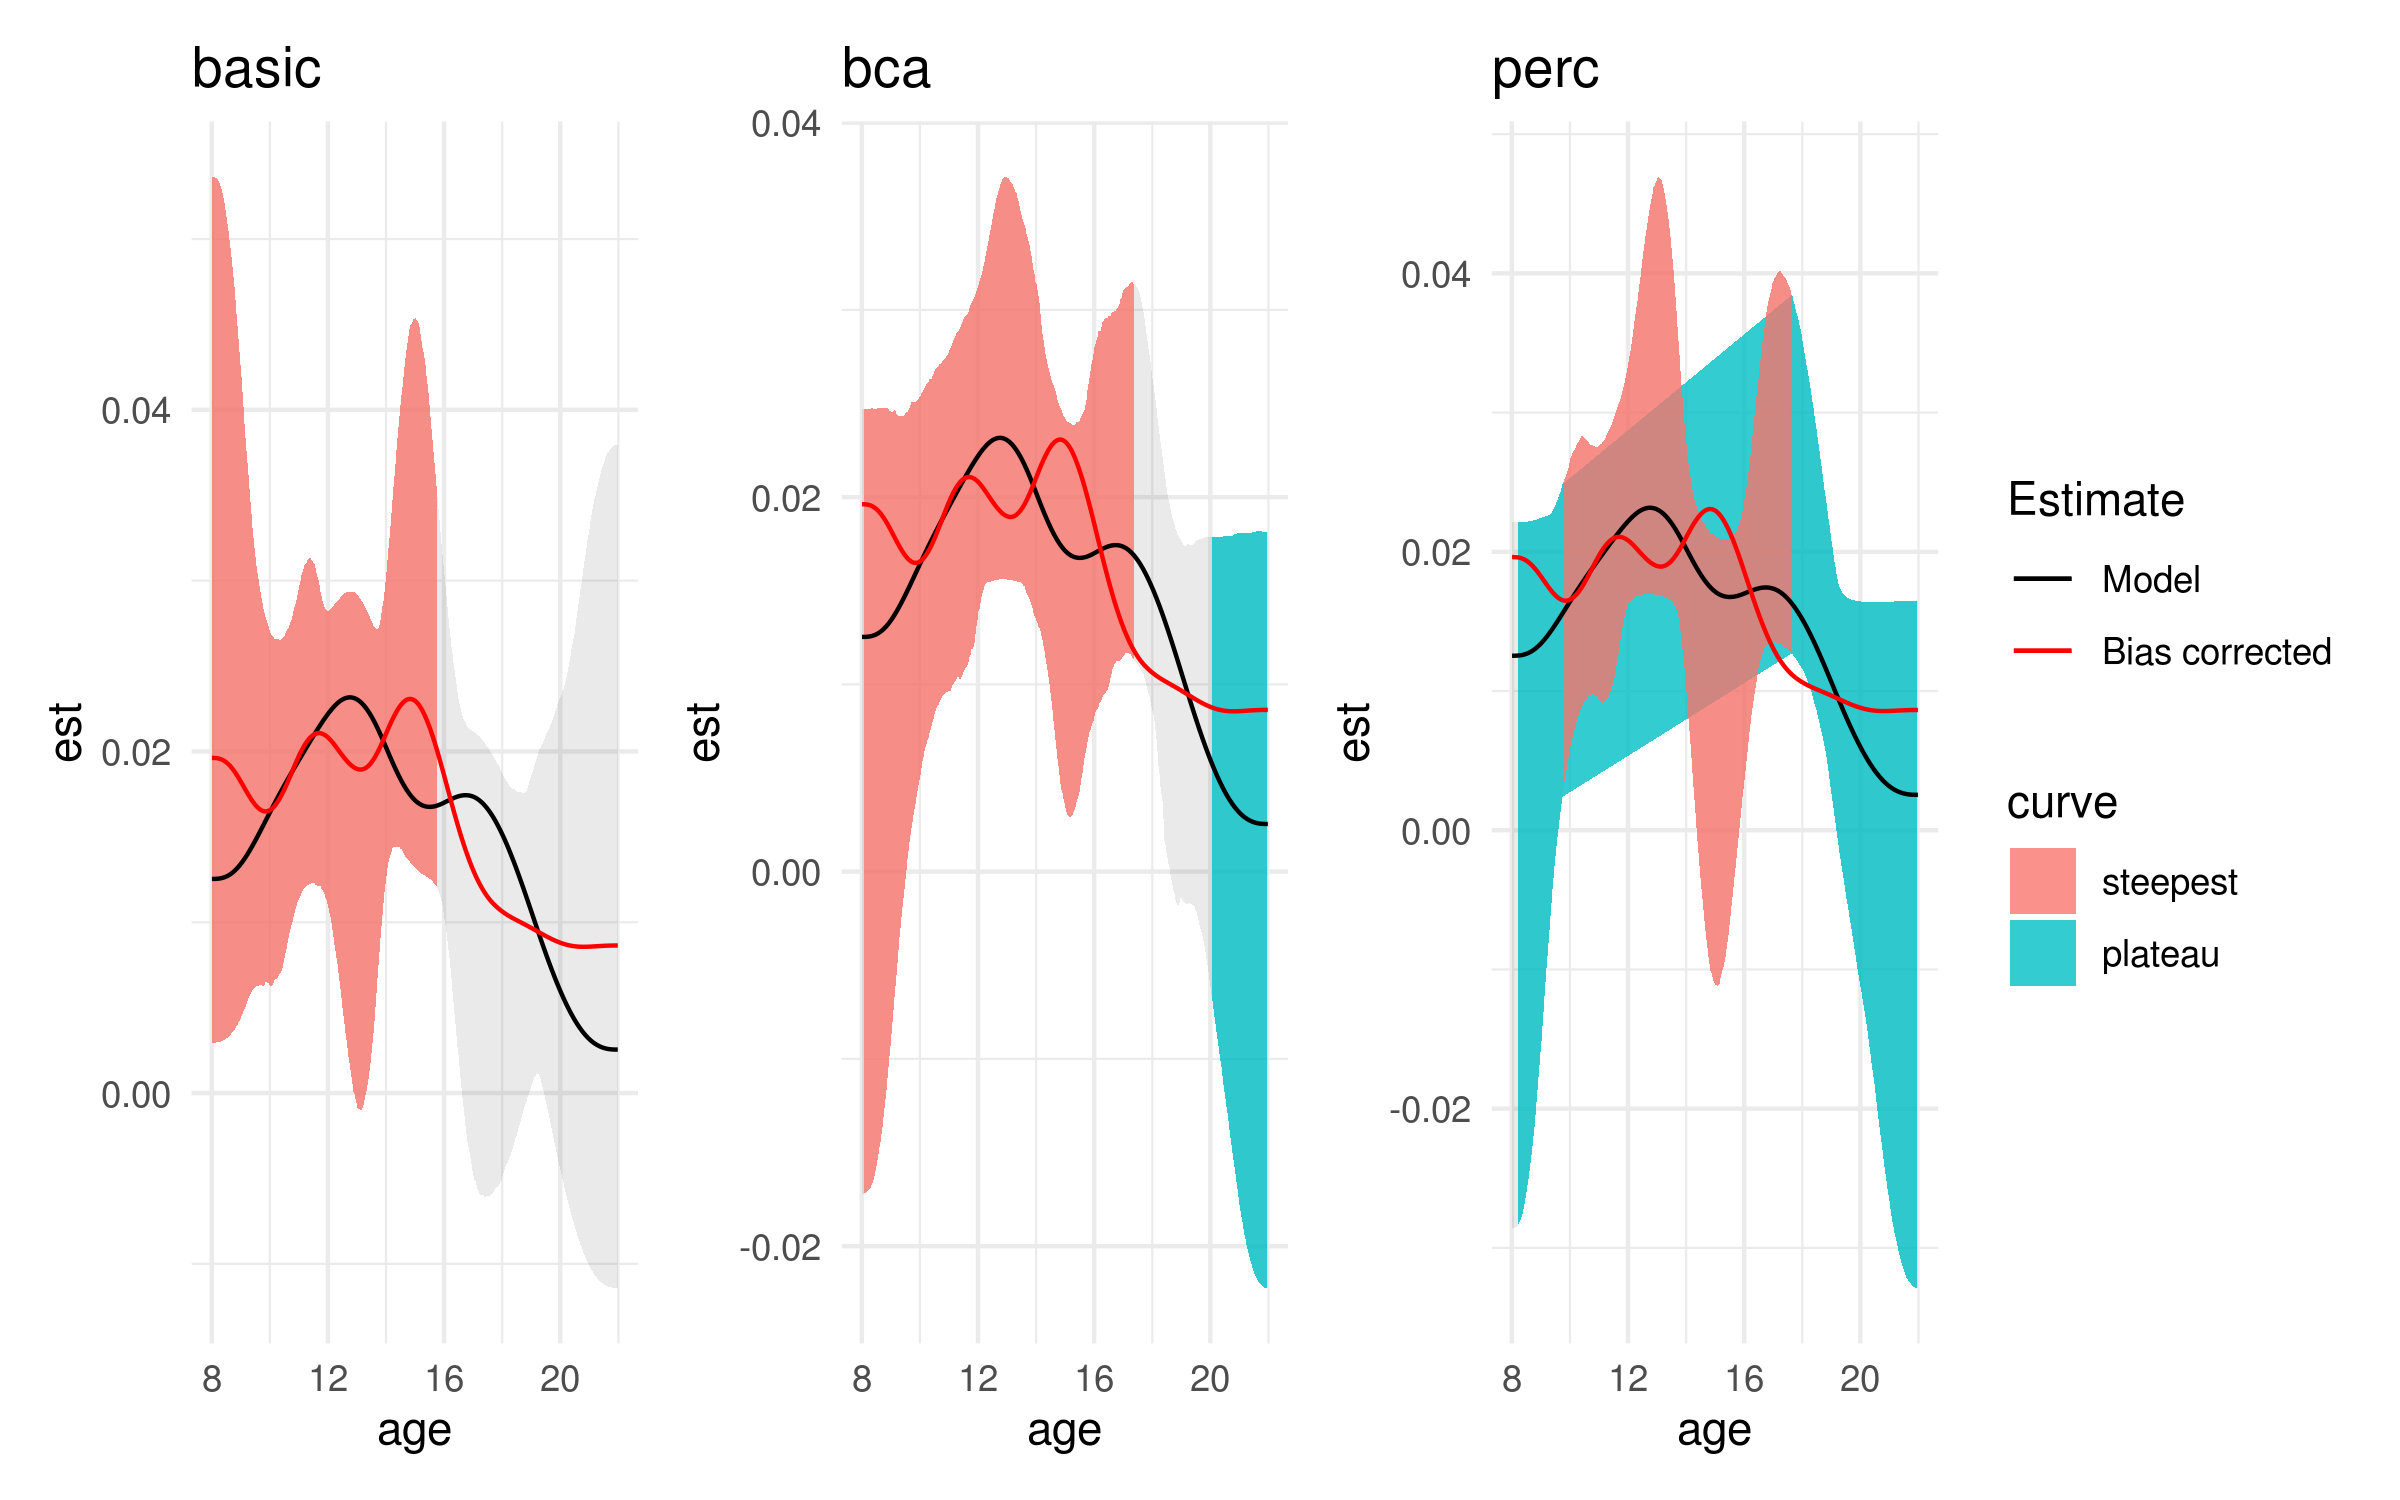 basic
est
0.04
0.02
0.00
8 12 16 20
age
bca
est
0.04
0.02
0.00
-0.02
8 12 16 20
age
perc
est
0.04
0.02
0.00
-0.02
8 12 16 20
age
Estimate
Model
Bias corrected
curve
steepest
plateau